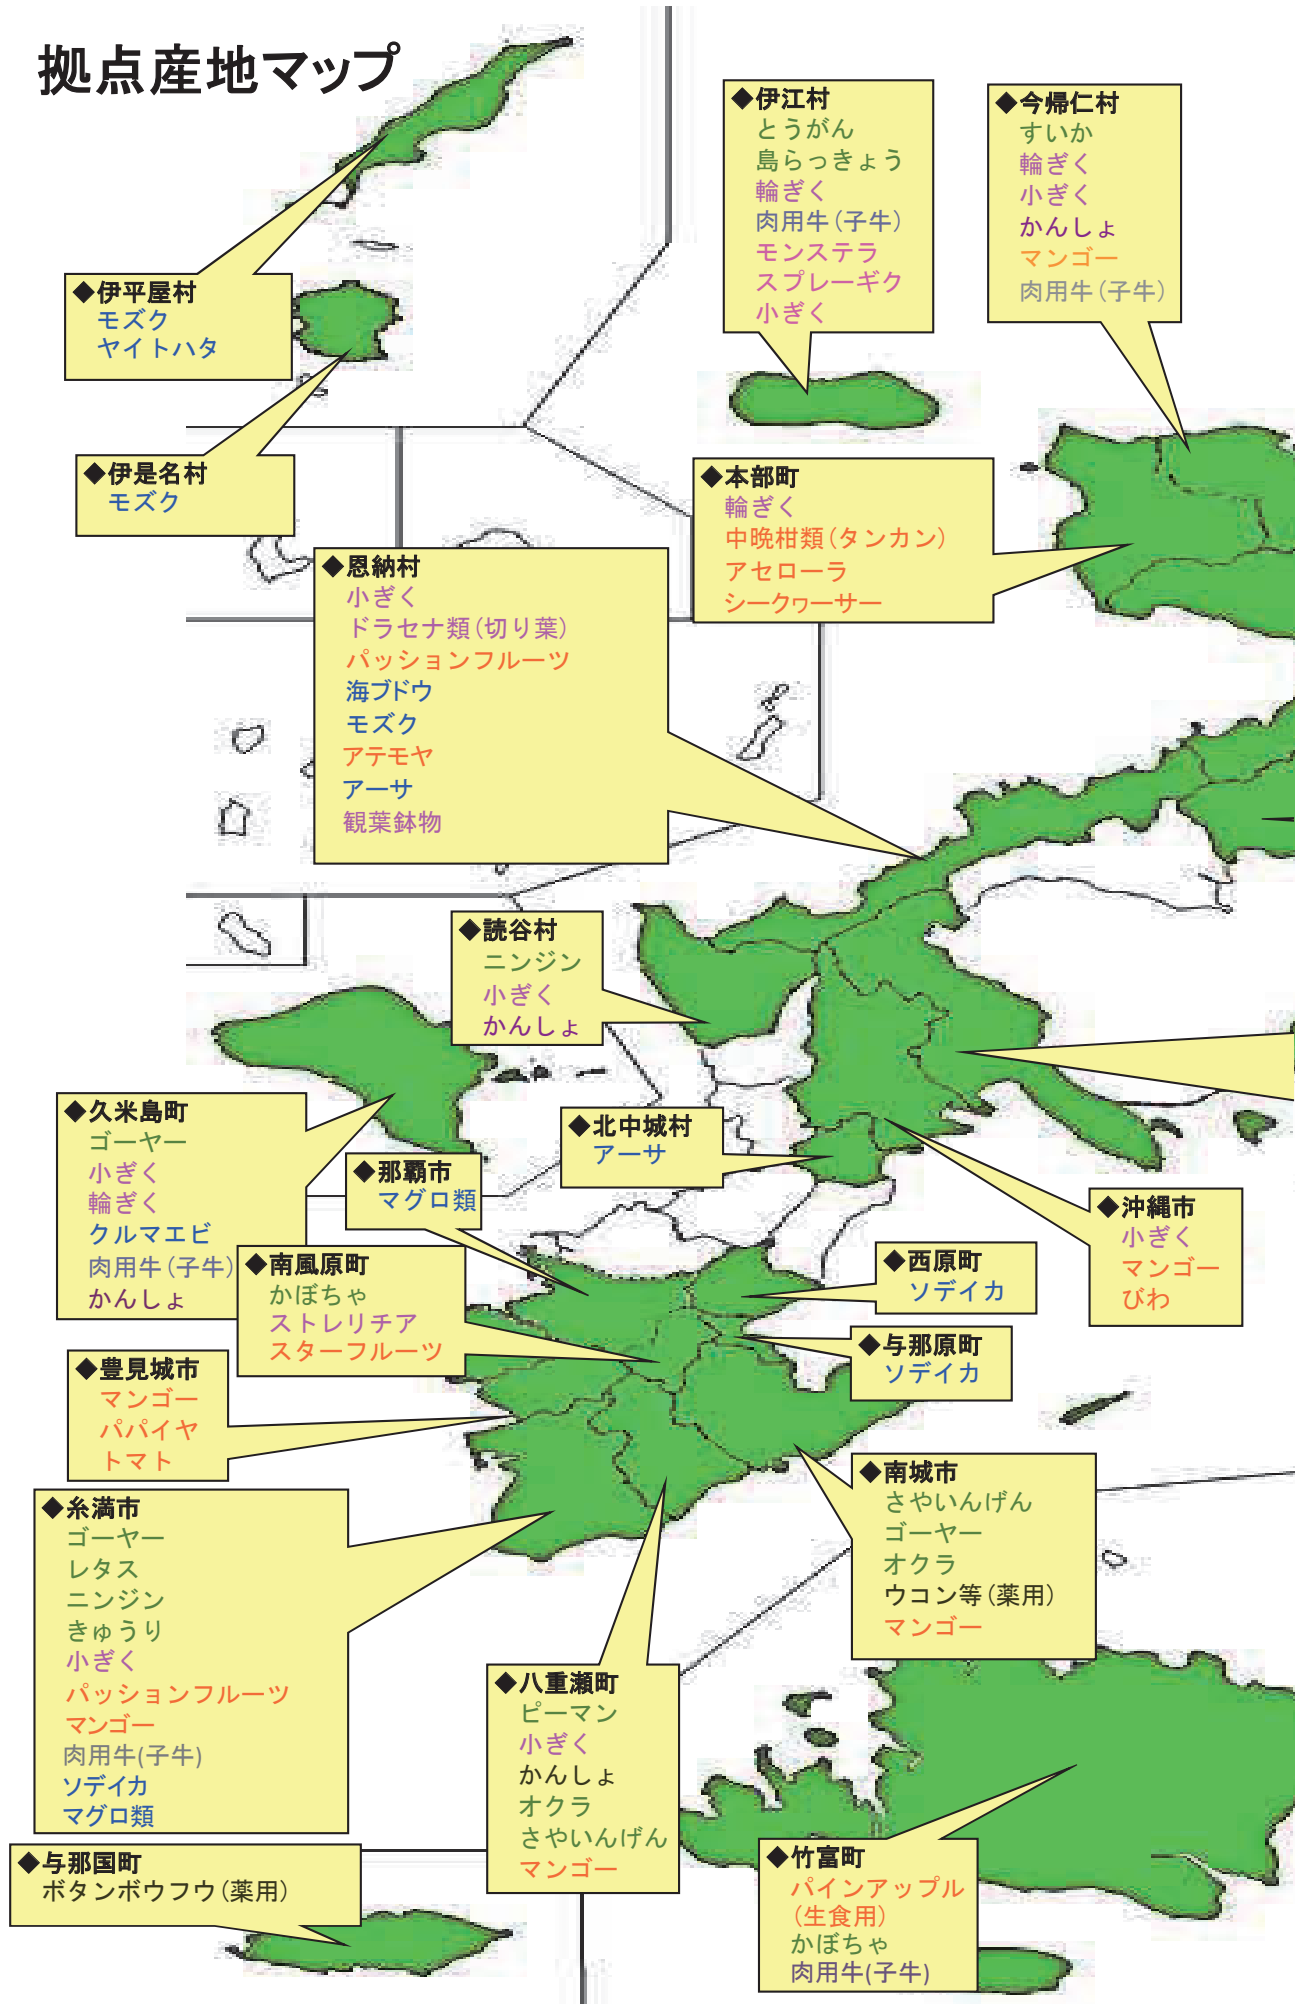 拠点産地マップ
◆伊江村
とうがん
島らっきょう
輪ぎく
肉用牛(子牛)
モンステラ
スプレーギク
小ぎく
◆今帰仁村
すいか
輪ぎく
小ぎく
かんしょ
マンゴー
肉用牛(子牛)
◆伊平屋村
モズク
ヤイトハタ
◆伊是名村
モズク
◆本部町
輪ぎく
中晩柑類(タンカン)
アセローラ
シークヮーサー
◆恩納村
小ぎく
ドラセナ類(切り葉)
パッションフルーツ
海ブドウ
モズク
アテモヤ
アーサ
観葉鉢物
◆読谷村
ニンジン
小ぎく
かんしょ
◆久米島町
ゴーヤー
小ぎく
輪ぎく
クルマエビ
肉用牛(子牛)
かんしょ
◆北中城村
アーサ
◆那覇市
マグロ類
◆沖縄市
小ぎく
マンゴー
びわ
◆南風原町
かぼちゃ
ストレリチア
スターフルーツ
◆西原町
ソデイカ
◆与那原町
ソデイカ
◆豊見城市
マンゴー
パパイヤ
トマト
◆南城市
さやいんげん
ゴーヤー
オクラ
ウコン等(薬用)
マンゴー
◆糸満市
ゴーヤー
レタス
ニンジン
きゅうり
小ぎく
パッションフルーツ
マンゴー
肉用牛(子牛)
ソデイカ
マグロ類
◆八重瀬町
ピーマン
小ぎく
かんしょ
オクラ
さやいんげん
マンゴー
◆与那国町
ボタンボウフウ(薬用)
◆竹富町
パインアップル
(生食用)
かぼちゃ
肉用牛(子牛)